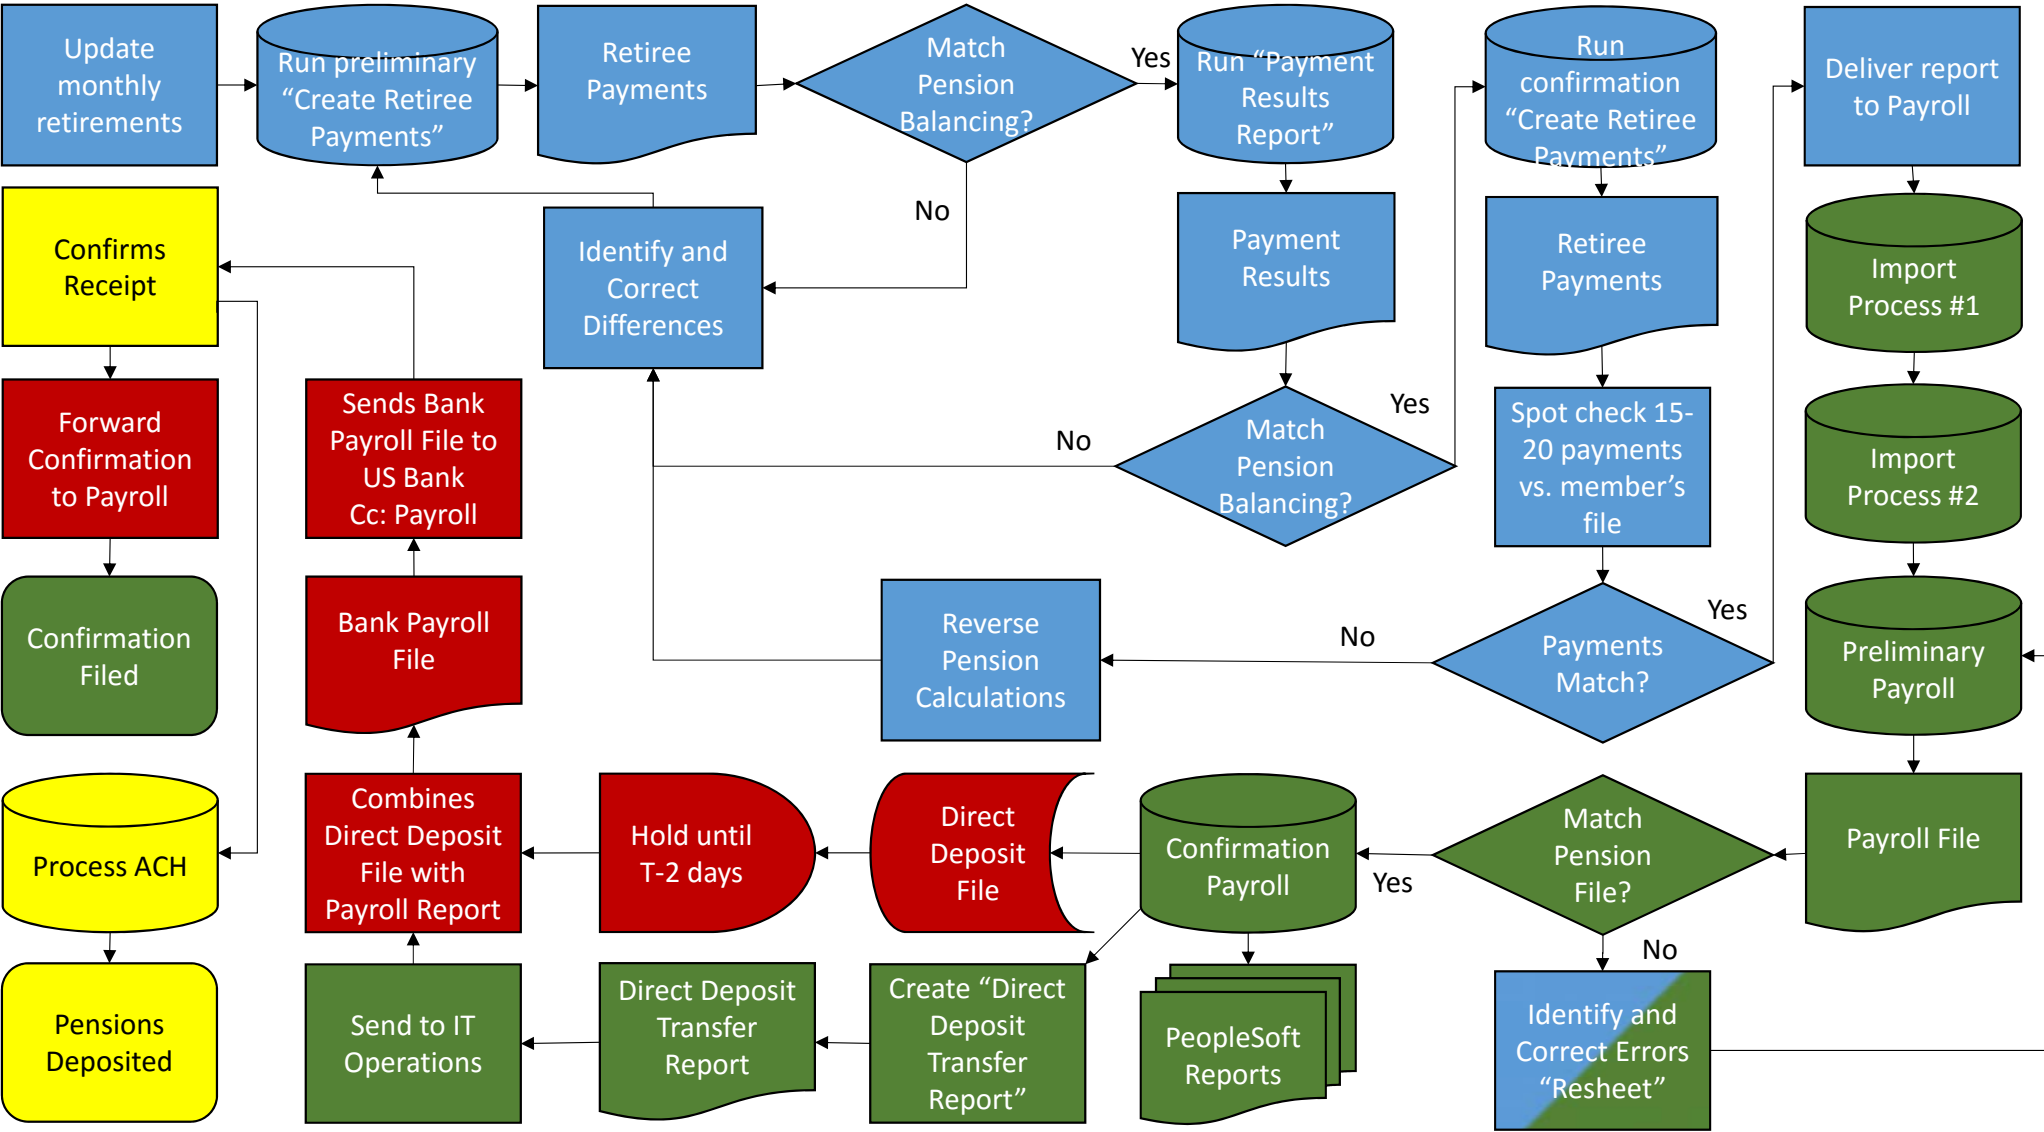 Update
monthly
retirements
Run preliminary
“Create Retiree
Payments”
Retiree
Payments
Match
Pension
Balancing?
Yes
Run “Payment
Results
Report”
Run
confirmation
“Create Retiree
Payments”
Deliver report
to Payroll
No
Confirms
Receipt
Identify and
Correct
Differences
Payment
Results
Retiree
Payments
Import
Process #1
Forward
Confirmation
to Payroll
Sends Bank
Payroll File to
US Bank
Cc: Payroll
No
Match
Pension
Balancing?
Yes
Spot check 15-
20 payments
vs. member’s
file
Import
Process #2
Confirmation
Filed
Bank Payroll
File
Reverse
Pension
Calculations
No
Payments
Match?
Yes
Preliminary
Payroll
Process ACH
Combines
Direct Deposit
File with
Payroll Report
Hold until
T-2 days
Direct
Deposit
File
Confirmation
Payroll
Yes
Match
Pension
File?
Payroll File
No
Pensions
Deposited
Send to IT
Operations
Direct Deposit
Transfer
Report
Create “Direct
Deposit
Transfer
Report”
PeopleSoft
Reports
Identify and
Correct Errors
“Resheet”